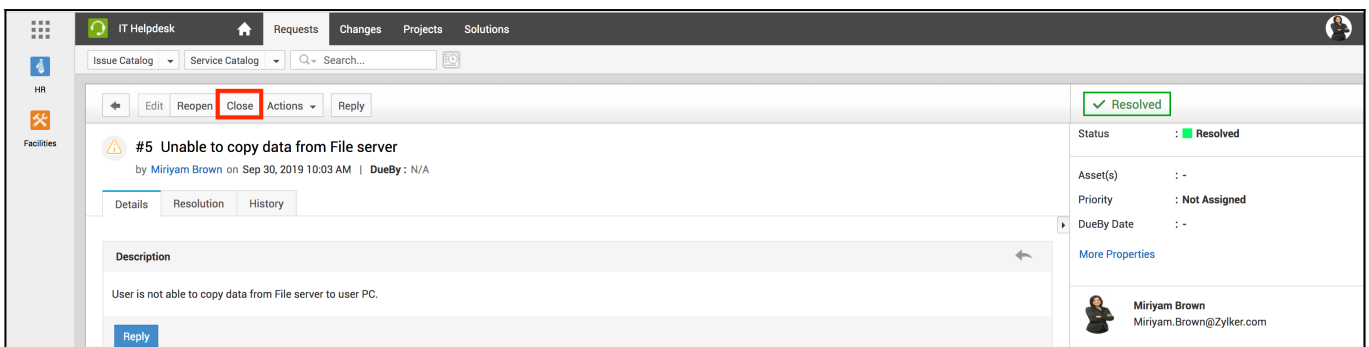 IT Helpdesk Requests Changes Projects Solutions
Issue Catalog Service Catalog Search...
HR
Facilities
Edit Reopen Close Actions Reply
#5 Unable to copy data from File server
by Miriyam Brown on Sep 30, 2019 10:03 AM | DueBy : N/A
Details Resolution History
Description
User is not able to copy data from File server to user PC.
Reply
Resolved
Status : Resolved
Asset(s) : -
Priority : Not Assigned
DueBy Date : -
More Properties
Miriyam Brown
Miriyam.Brown@Zylker.com